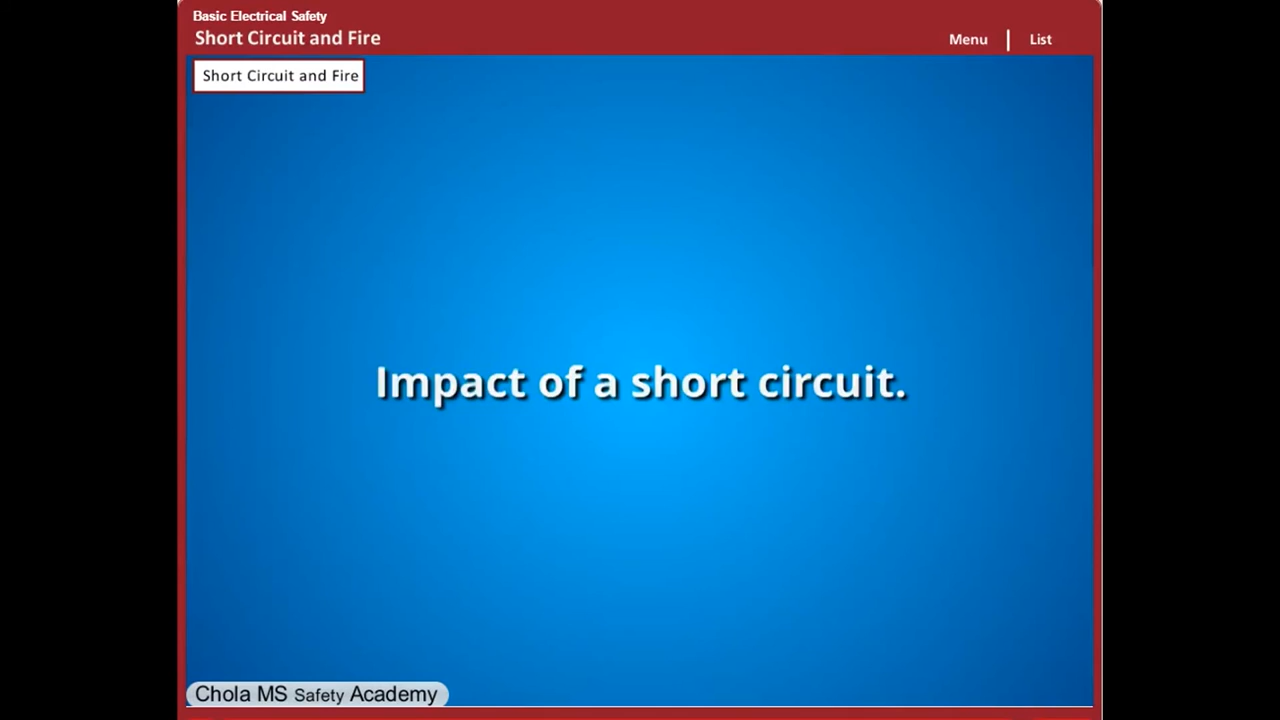 Basic Electrical Safety
Short Circuit and Fire
Menu | List
Short Circuit and Fire
Impact of a short circuit.
Chola MS Safety Academy